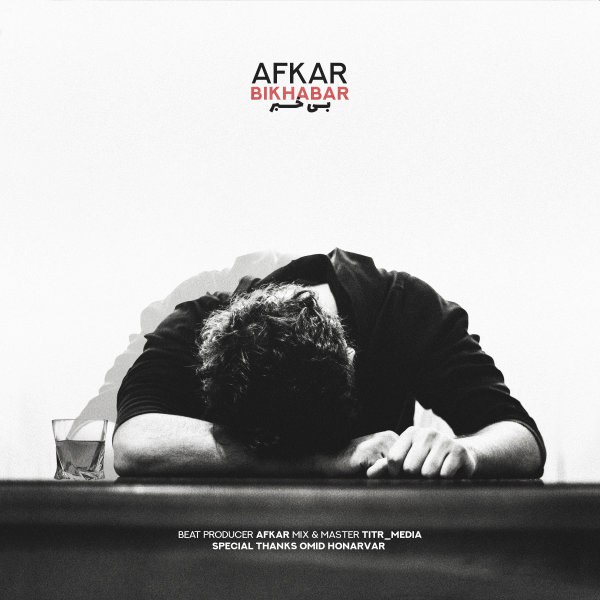 AFKAR
BIKHABAR
بی خبر
BEAT PRODUCER AFKAR MIX & MASTER TITR_MEDIA
SPECIAL THANKS OMID HONARVAR